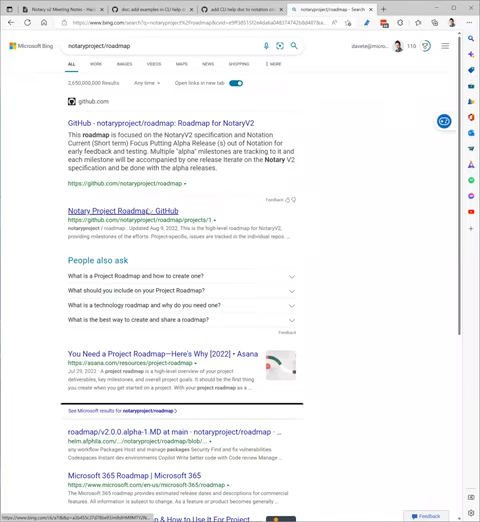 Notary v2 Meeting Notes - Hack
doc: add examples in CLI help
add CLI help doc to notation co
notaryproject/roadmap - Search
https://www.bing.com/search?q=notaryproject%2froadmap&cvid=
Microsoft Bing
notaryproject/roadmap
davete@micro...
110
ALL
WORK
IMAGES
VIDEOS
MAPS
NEWS
SHOPPING
MORE
2,650,000,000 Results
Any time
Open links in new tab
github.com
GitHub - notaryproject/roadmap: Roadmap for NotaryV2
This roadmap is focused on the NotaryV2 specification and Notation
Current (Short term) Focus Putting Alpha Release (s) out of Notation for
early feedback and testing. Multiple "alpha" milestones are tracking to it and
each milestone will be accompanied by one release iterate on the Notary V2
specification and be done with the alpha releases.
https://github.com/notaryproject/roadmap
Feedback
Notary Project Roadmap · GitHub
https://github.com/notaryproject/roadmap/projects/1
notaryproject / roadmap . Updated Aug 9, 2022. This is the high-level roadmap for NotaryV2,
providing milestones of the efforts. Project-specific, issues are tracked in the individual repos. ...
People also ask
What is a Project Roadmap and how to create one?
What should you include on your Project Roadmap?
What is a technology roadmap and why do you need one?
What is the best way to create and share a roadmap?
Feedback
You Need a Project Roadmap—Here's Why [2022] • Asana
https://asana.com/resources/project-roadmap
Jul 29, 2022 · A project roadmap is a high-level overview of your project
deliverables, key milestones, and overall project goals. It should be the first thing
you create when you get started on a project. With your project roadmap as a ...
See Microsoft results for notaryproject/roadmap
roadmap/v2.0.0.alpha-1.MD at main · notaryproject/roadmap · ...
helm.afphila.com/.../notaryproject/roadmap/blob/...
any workflow Packages Host and manage packages Security Find and fix vulnerabilities
Codespaces Instant dev environments Copilot Write better code with Code review Manage ...
Microsoft 365 Roadmap | Microsoft 365
https://www.microsoft.com/en-us/microsoft-365/roadmap
The Microsoft 365 roadmap provides estimated release dates and descriptions for commercial
features. All information is subject to change. As a feature or product becomes generally ...
& How to Use It For Project
Feedback